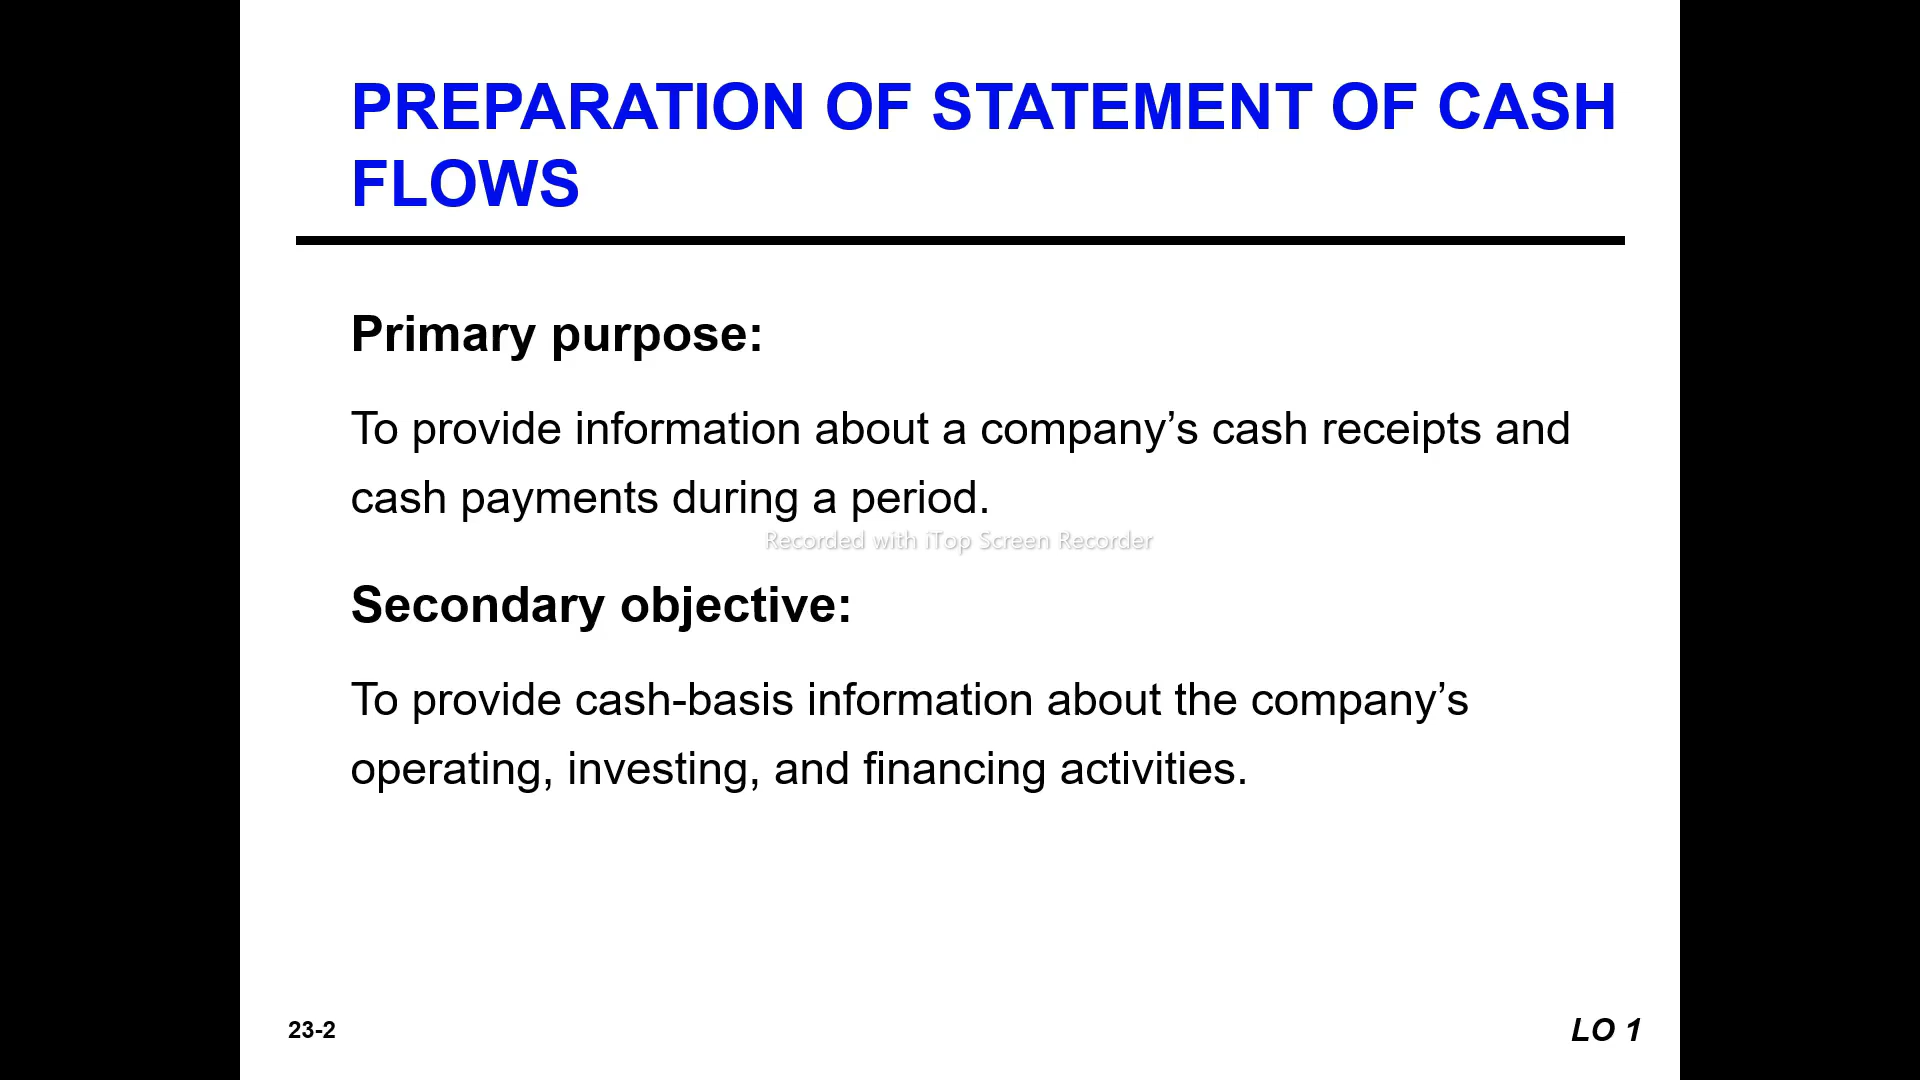 PREPARATION OF STATEMENT OF CASH
FLOWS
Primary purpose:
To provide information about a company’s cash receipts and
cash payments during a period.
Recorded with iTop Screen Recorder
Secondary objective:
To provide cash-basis information about the company’s
operating, investing, and financing activities.
23-2
LO 1